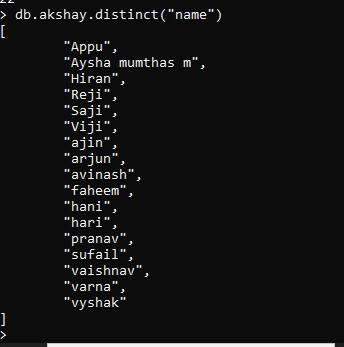 > db.akshay.distinct("name")
[
"Appu",
"Aysha mumthas m",
"Hiran",
"Reji",
"Saji",
"Viji",
"ajin",
"arjun",
"avinash",
"faheem",
"hani",
"hari",
"pranav",
"sufail",
"vaishnav",
"varna",
"vyshak"
]
>